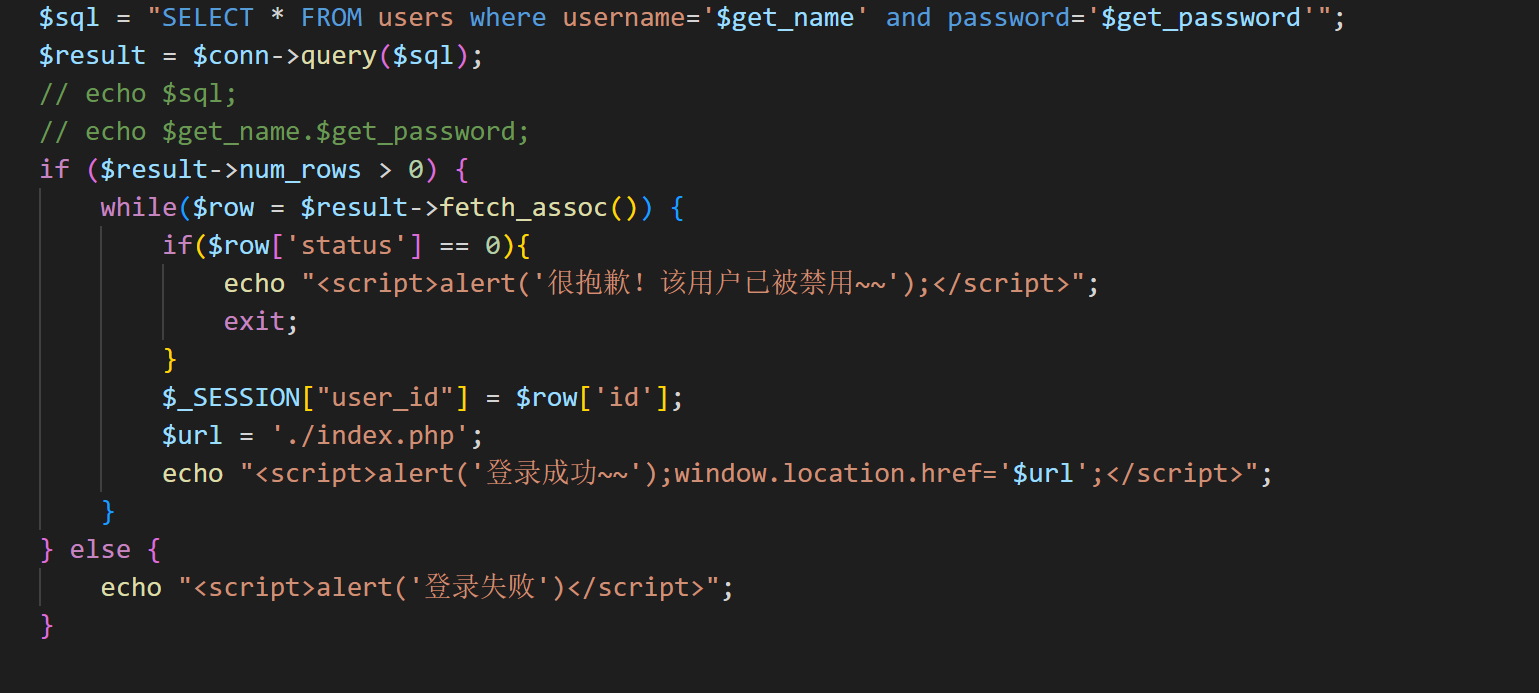 $sql = "SELECT * FROM users where username='$get_name' and password='$get_password'";
$result = $conn->query($sql);
// echo $sql;
// echo $get_name.$get_password;
if ($result->num_rows > 0) {
    while($row = $result->fetch_assoc()) {
        if($row['status'] == 0){
            echo "<script>alert('很抱歉！该用户已被禁用~~');</script>";
            exit;
        }
        $_SESSION["user_id"] = $row['id'];
        $url = './index.php';
        echo "<script>alert('登录成功~~');window.location.href='$url';</script>";
    }
} else {
    echo "<script>alert('登录失败')</script>";
}